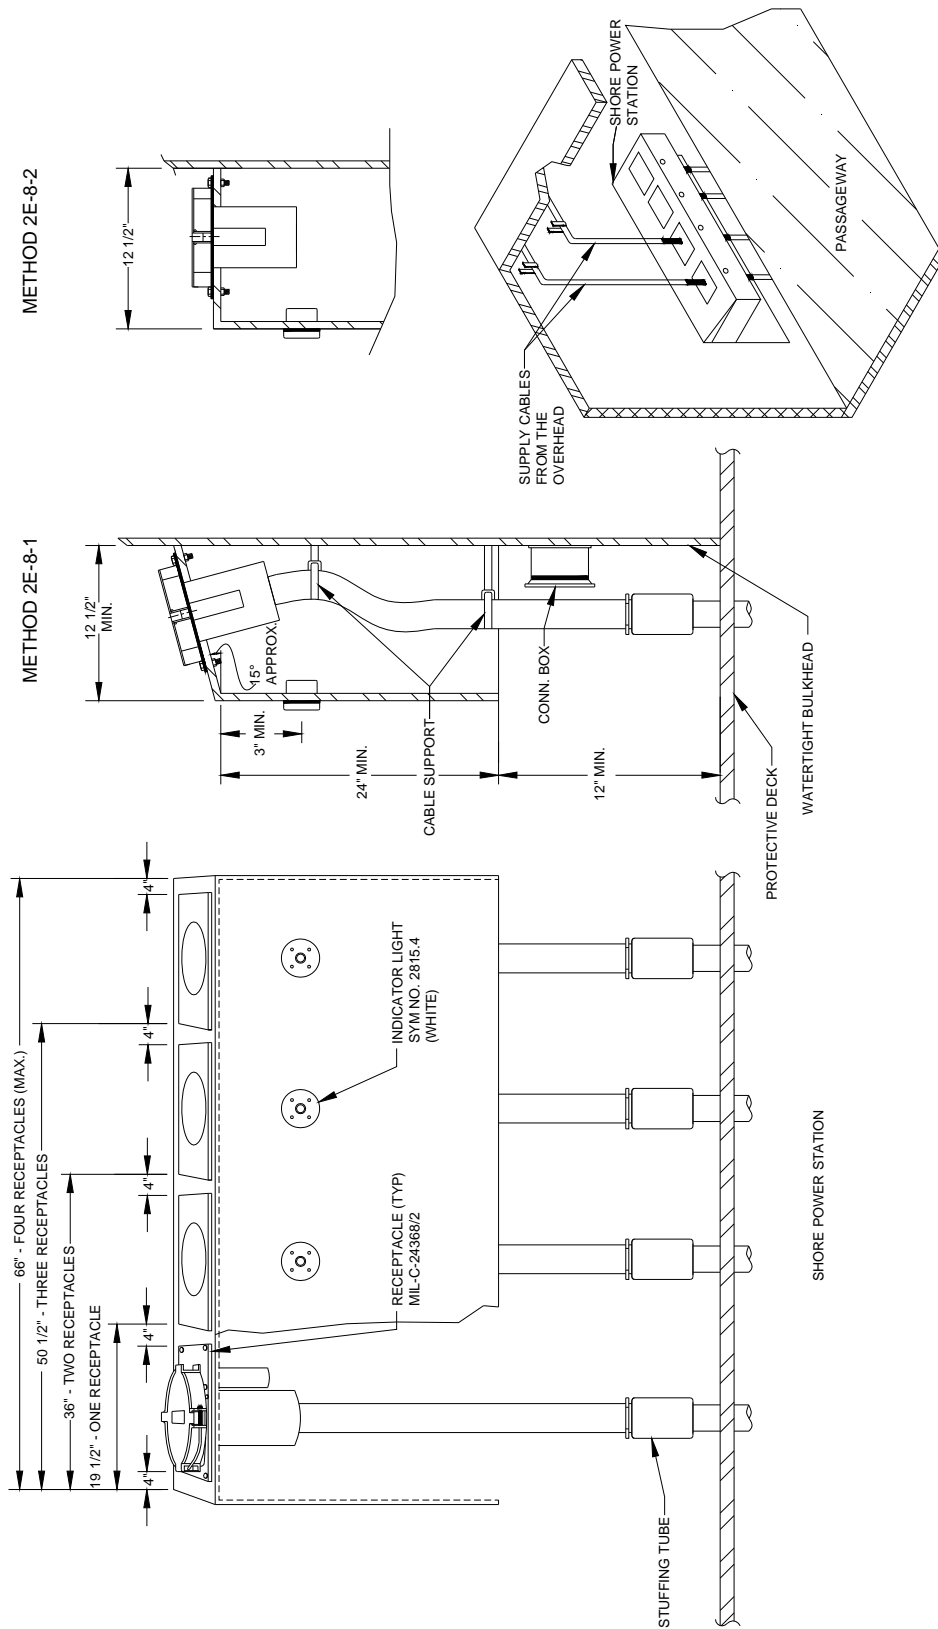 METHOD 2E-8-1
METHOD 2E-8-2
66" - FOUR RECEPTACLES (MAX.)
50 1/2" - THREE RECEPTACLES
36" - TWO RECEPTACLES
19 1/2" - ONE RECEPTACLE
4"
4"
4"
4"
4"
RECEPTACLE (TYP)
MIL-C-24368/2
INDICATOR LIGHT
SYM NO. 2815.4
(WHITE)
STUFFING TUBE
SHORE POWER STATION
12 1/2"
MIN.
15°
APPROX.
3" MIN.
24" MIN.
12" MIN.
CABLE SUPPORT
CONN. BOX
PROTECTIVE DECK
WATERTIGHT BULKHEAD
12 1/2"
SUPPLY CABLES
FROM THE
OVERHEAD
SHORE POWER
STATION
PASSAGEWAY